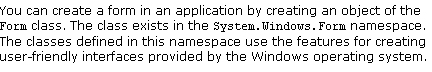 You can create a form in an application by creating an object of the
Form class. The class exists in the System.Windows.Form namespace.
The classes defined in this namespace use the features for creating
user-friendly interfaces provided by the Windows operating system.